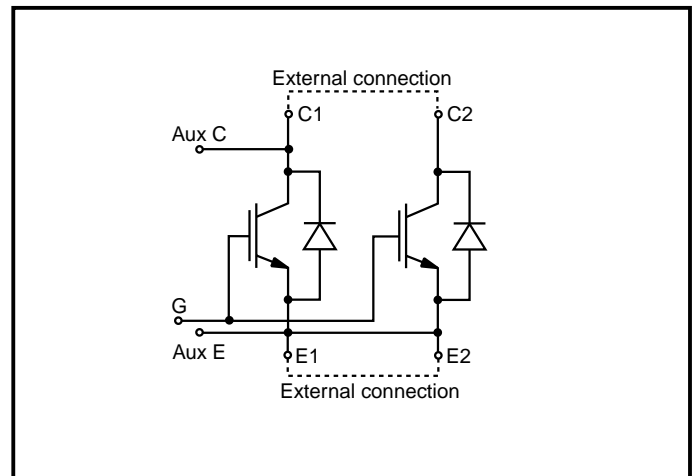 External connection
C1
C2
Aux C
G
Aux E
E1
E2
External connection